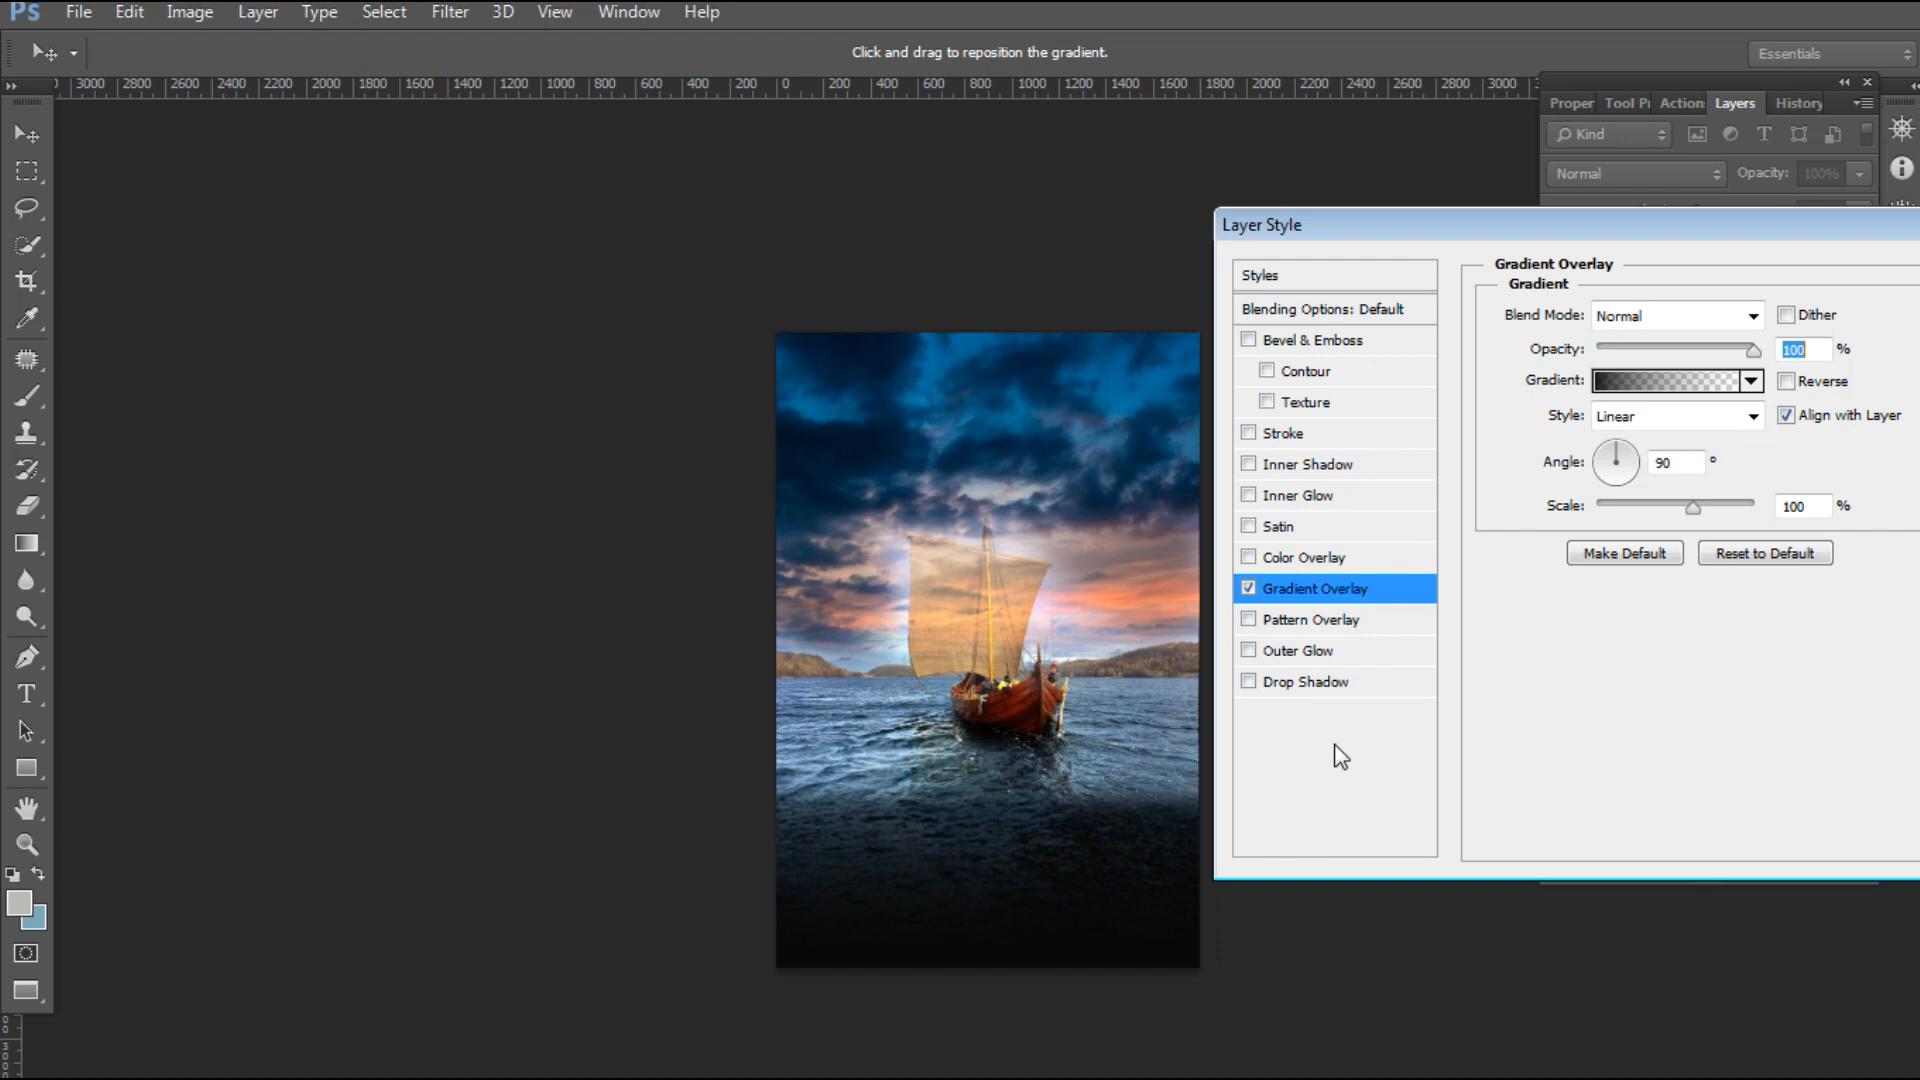 Ps File Edit Image Layer Type Select Filter 3D View Window Help
Click and drag to reposition the gradient.
Essentials
3000 2800 2600 2400 2200 2000 1800 1600 1400 1200 1000 800 600 400 200 0 200 400 600 800 1000 1200 1400 1600 1800 2000 2200 2400 2600 2800 3000
Proper Tool Pr Action Layers History
Kind
Normal Opacity: 100%
Layer Style
Styles
Blending Options: Default
Bevel & Emboss
Contour
Texture
Stroke
Inner Shadow
Inner Glow
Satin
Color Overlay
Gradient Overlay
Pattern Overlay
Outer Glow
Drop Shadow
Gradient Overlay
Gradient
Blend Mode: Normal Dither
Opacity: 100 %
Gradient: Reverse
Style: Linear Align with Layer
Angle: 90 °
Scale: 100 %
Make Default Reset to Default